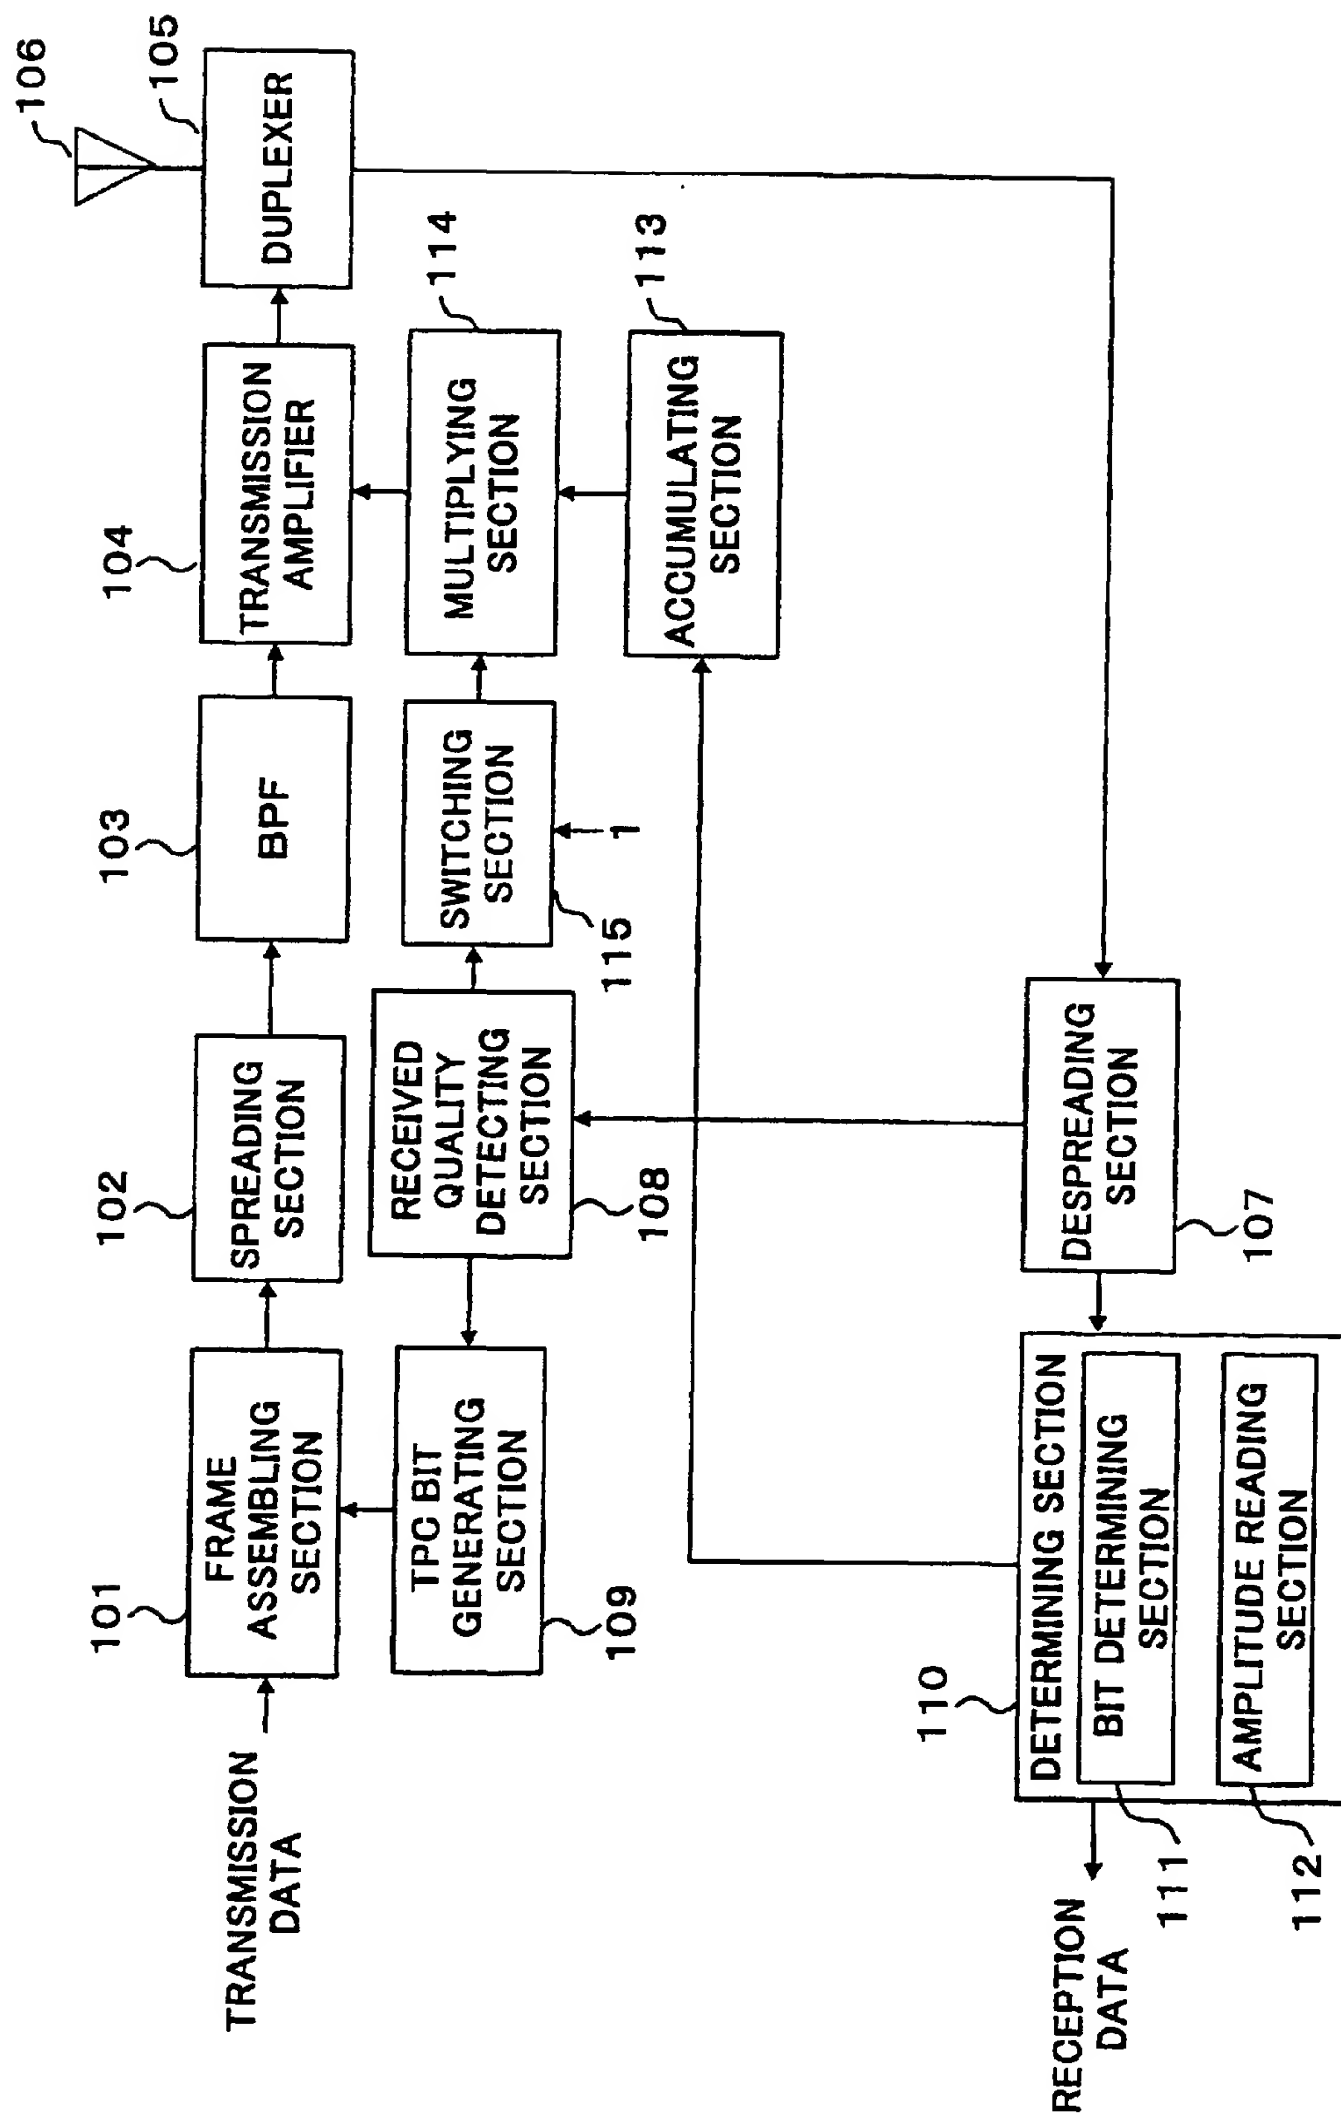 106
105
DUPLEXER
104
TRANSMISSION
AMPLIFIER
114
MULTIPLYING
SECTION
113
ACCUMULATING
SECTION
103
BPF
SWITCHING
SECTION
1
115
102
SPREADING
SECTION
RECEIVED
QUALITY
DETECTING
SECTION
108
DESPREADING
SECTION
107
101
FRAME
ASSEMBLING
SECTION
TPC BIT
GENERATING
SECTION
109
110
DETERMINING SECTION
BIT DETERMINING
SECTION
AMPLITUDE READING
SECTION
111
112
TRANSMISSION
DATA
RECEPTION
DATA